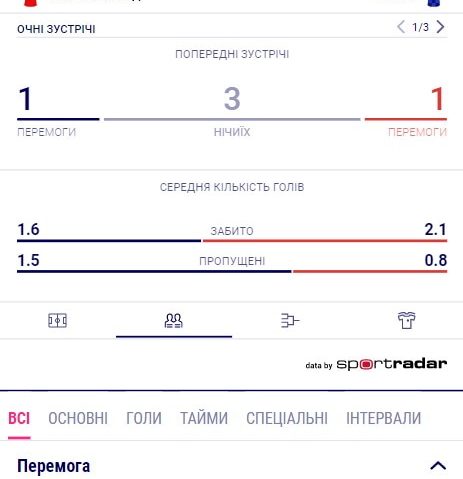 ОЧНІ ЗУСТРІЧІ 1/3
ПОПЕРЕДНІ ЗУСТРІЧІ
1 3 1
ПЕРЕМОГИ НІЧИЇХ ПЕРЕМОГИ
СЕРЕДНЯ КІЛЬКІСТЬ ГОЛІВ
1.6 ЗАБИТО 2.1
1.5 ПРОПУЩЕНІ 0.8
data by sportradar
ВСІ ОСНОВНІ ГОЛИ ТАЙМИ СПЕЦІАЛЬНІ ІНТЕРВАЛИ
Перемога